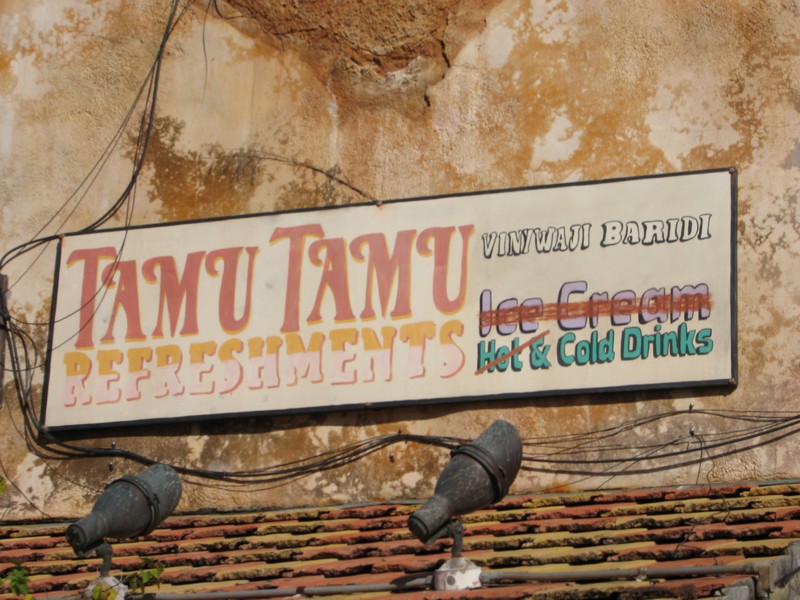 TAMU TAMU
REFRESHMENTS
VINYWAJI BARIDI
Ice Cream
Hot & Cold Drinks